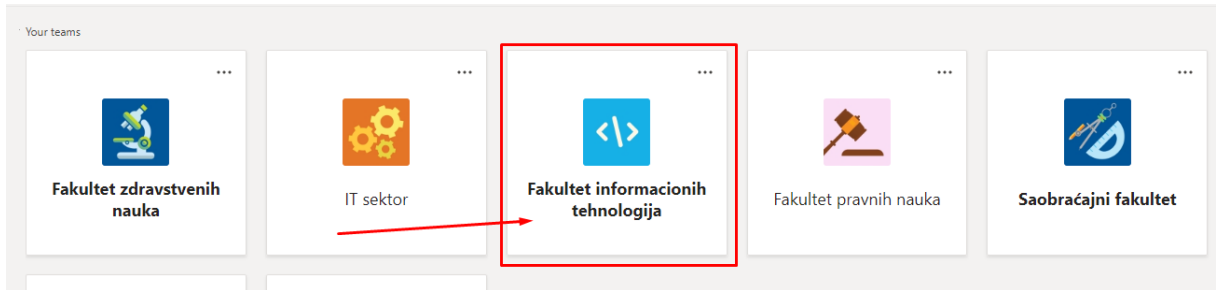 Your teams
Fakultet zdravstvenih
nauka
IT sektor
Fakultet informacionih
tehnologija
Fakultet pravnih nauka
Saobraćajni fakultet